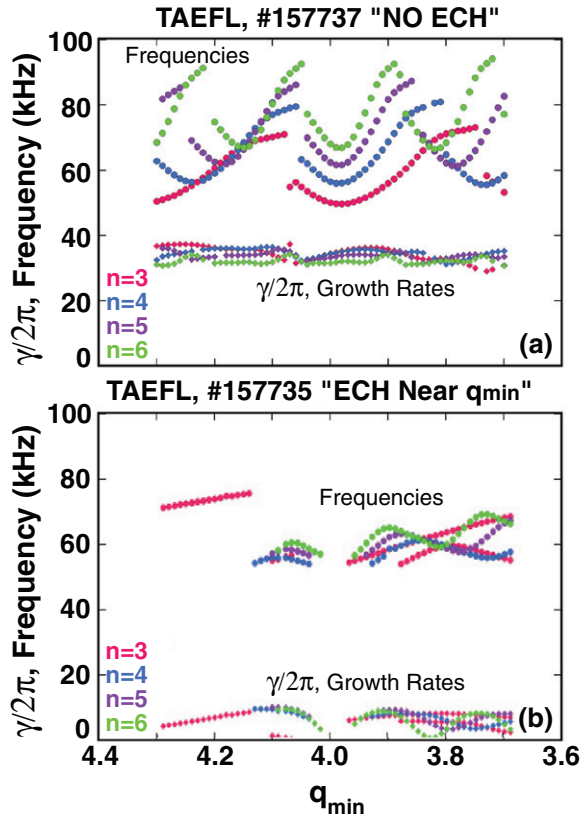 TAEFL, #157737 "NO ECH"
γ/2π, Frequency (kHz)
100
80
60
40
20
0
Frequencies
γ/2π, Growth Rates
n=3
n=4
n=5
n=6
(a)
TAEFL, #157735 "ECH Near qmin"
γ/2π, Frequency (kHz)
100
80
60
40
20
0
Frequencies
γ/2π, Growth Rates
n=3
n=4
n=5
n=6
(b)
4.4 4.2 4.0 3.8 3.6
qmin